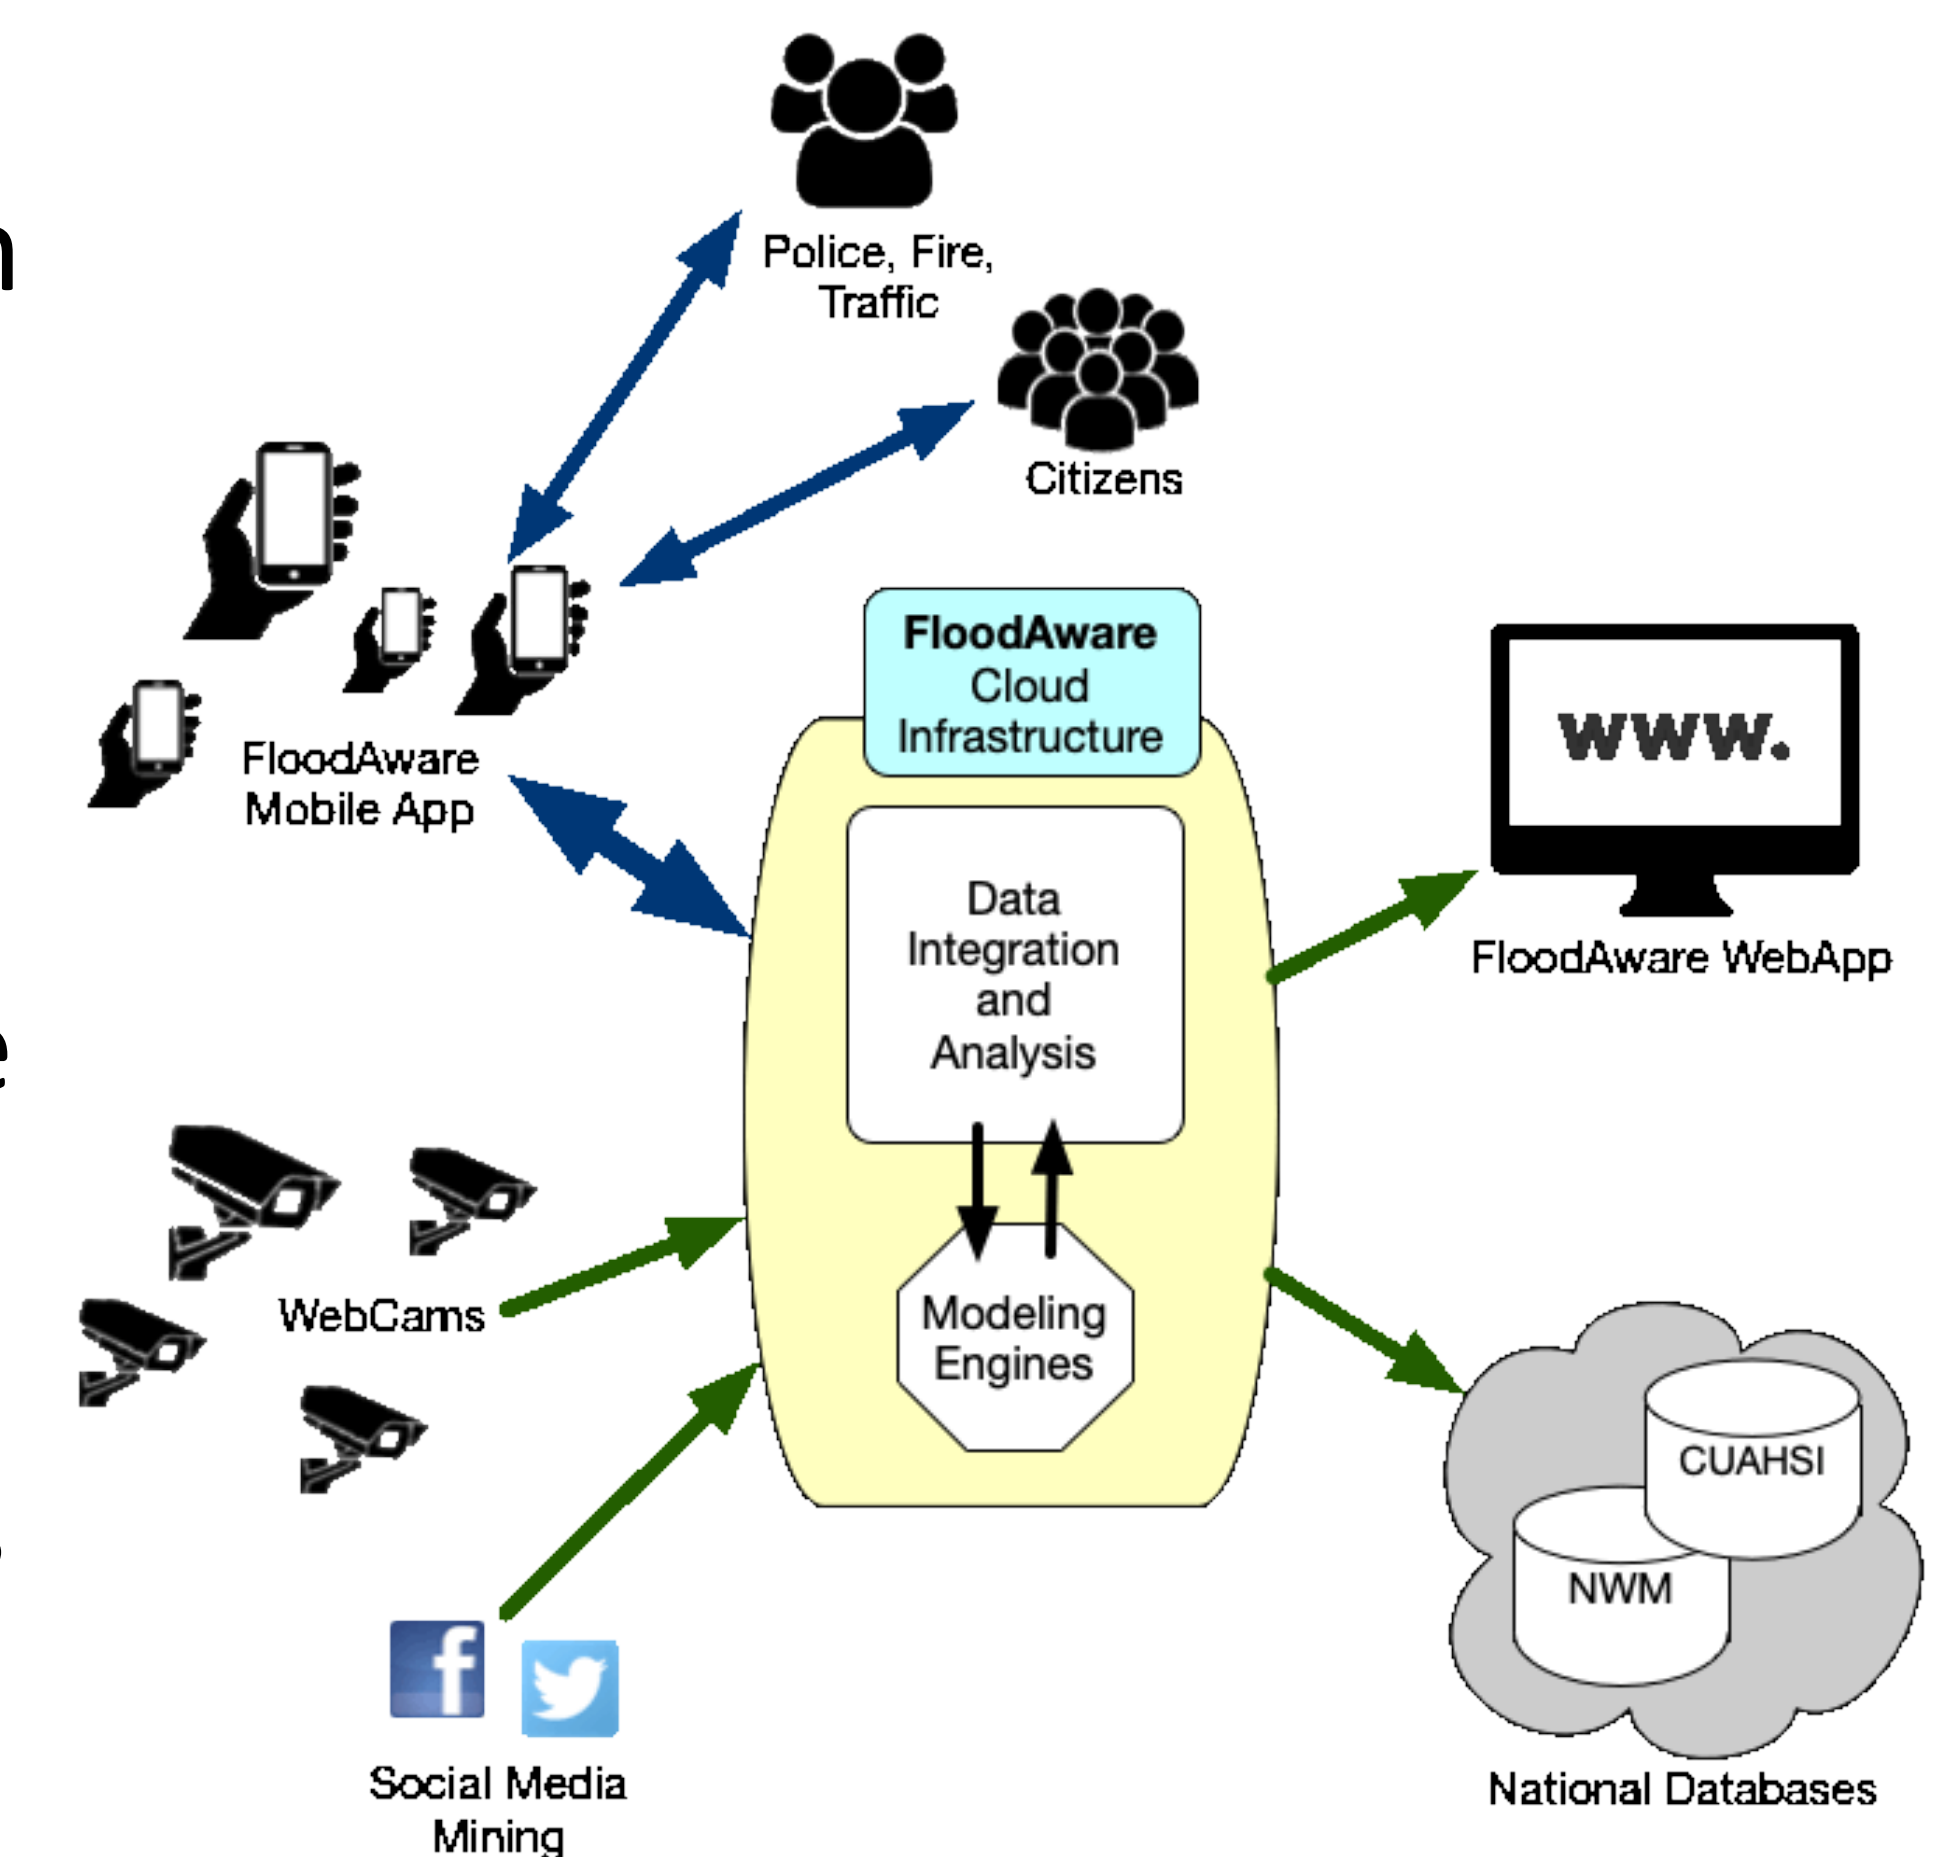 Police, Fire,
Traffic
Citizens
FloodAware
Mobile App
FloodAware
Cloud
Infrastructure
Data
Integration
and
Analysis
Modeling
Engines
www.
FloodAware WebApp
WebCams
Social Media
Mining
CUAHSI
NWM
National Databases